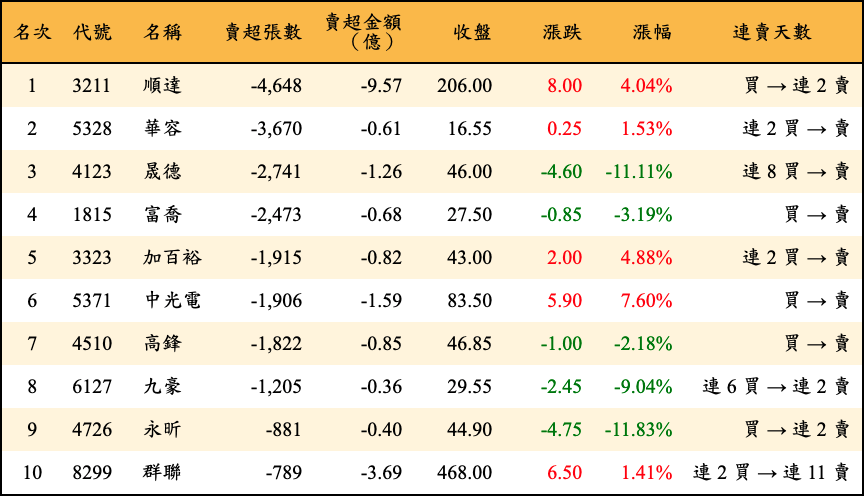 名次 代號 名稱 賣超張數 賣超金額（億） 收盤 漲跌 漲幅 連賣天數
1 3211 順達 -4,648 -9.57 206.00 8.00 4.04% 買→連2賣
2 5328 華容 -3,670 -0.61 16.55 0.25 1.53% 連2買→賣
3 4123 晟德 -2,741 -1.26 46.00 -4.60 -11.11% 連8買→賣
4 1815 富喬 -2,473 -0.68 27.50 -0.85 -3.19% 買→賣
5 3323 加百裕 -1,915 -0.82 43.00 2.00 4.88% 連2買→賣
6 5371 中光電 -1,906 -1.59 83.50 5.90 7.60% 買→賣
7 4510 高鋒 -1,822 -0.85 46.85 -1.00 -2.18% 買→賣
8 6127 九豪 -1,205 -0.36 29.55 -2.45 -9.04% 連6買→連2賣
9 4726 永昕 -881 -0.40 44.90 -4.75 -11.83% 買→連2賣
10 8299 群聯 -789 -3.69 468.00 6.50 1.41% 連2買→連11賣